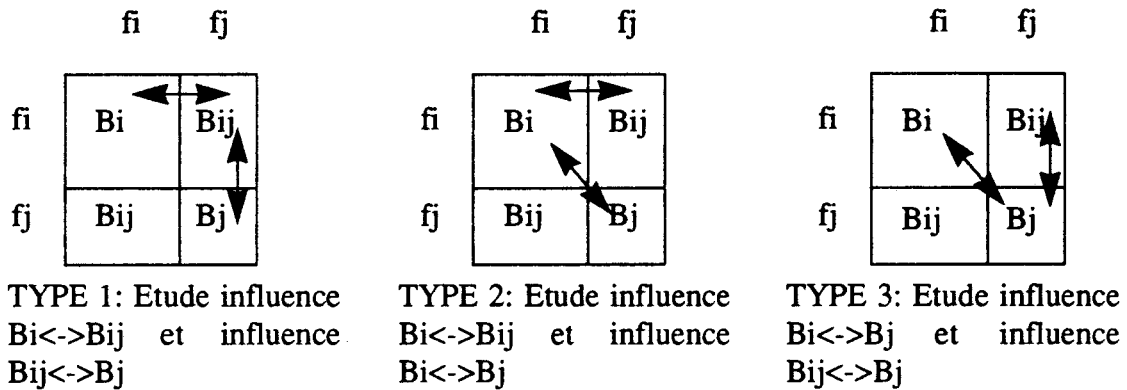 fi fj
fi Bi Bij
fj Bij Bj
TYPE 1: Etude influence
Bi<->Bij et influence
Bij<->Bj
fi fj
fi Bi Bij
fj Bij Bj
TYPE 2: Etude influence
Bi<->Bij et influence
Bi<->Bj
fi fj
fi Bi Bij
fj Bij Bj
TYPE 3: Etude influence
Bi<->Bj et influence
Bij<->Bj